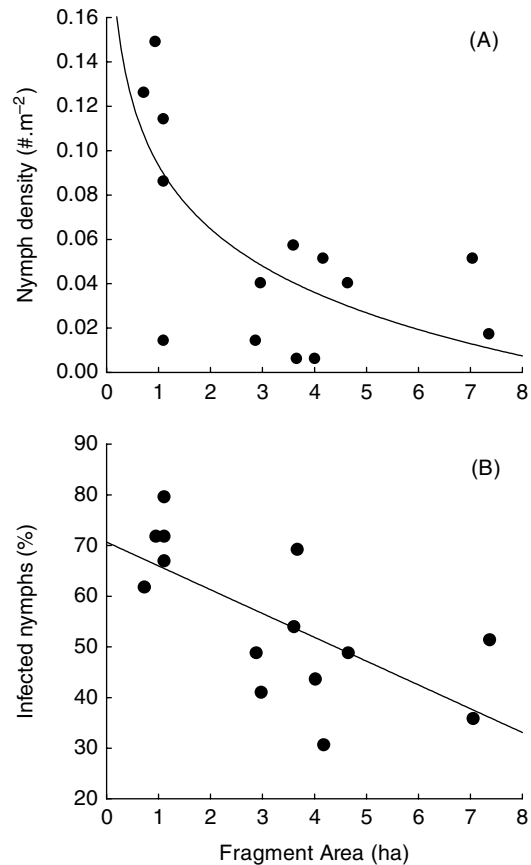 (A)
Nymph density (#.m⁻²)
0.16
0.14
0.12
0.10
0.08
0.06
0.04
0.02
0.00
0 1 2 3 4 5 6 7 8
(B)
Infected nymphs (%)
90
80
70
60
50
40
30
20
0 1 2 3 4 5 6 7 8
Fragment Area (ha)